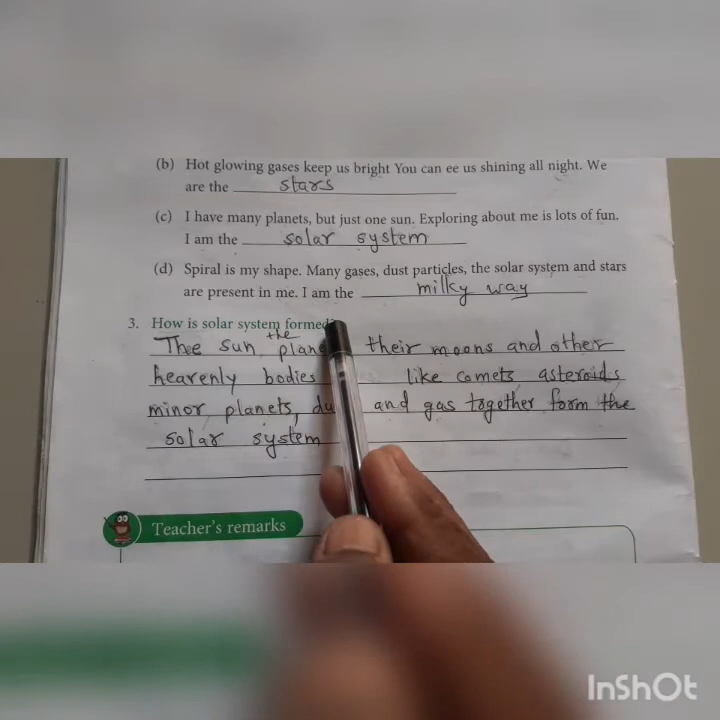 (b) Hot glowing gases keep us bright You can ee us shining all night. We
are the stars
(c) I have many planets, but just one sun. Exploring about me is lots of fun.
I am the solar system
(d) Spiral is my shape. Many gases, dust particles, the solar system and stars
are present in me. I am the milky way
3. How is solar system formed
the
Thee sun plane their moons and other
heavenly bodies like comets asteroids
minor planets, du and gas together form the
solar system
Teacher's remarks
InShOt